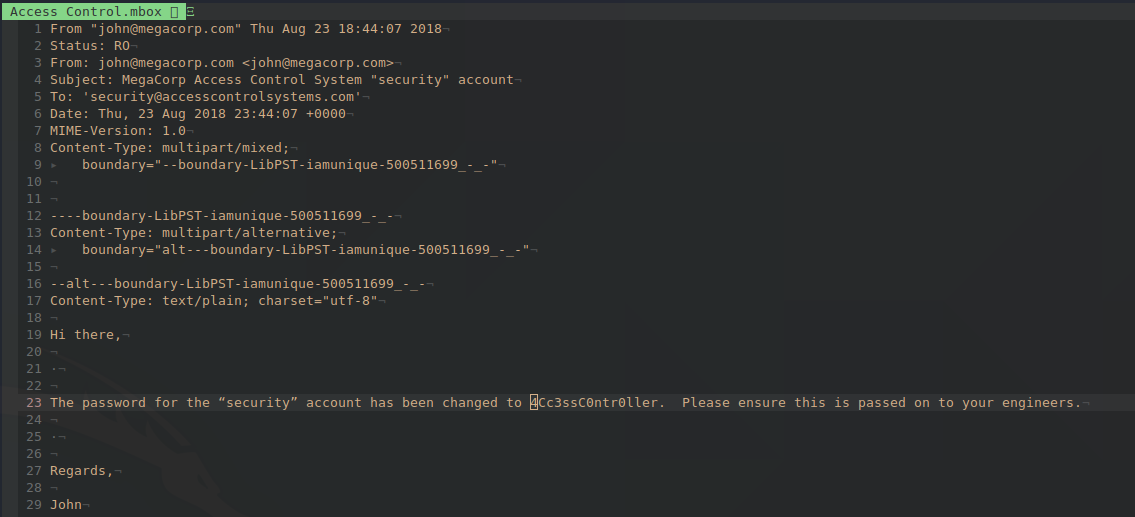 Access Control.mbox
1 From "john@megacorp.com" Thu Aug 23 18:44:07 2018¬
2 Status: RO¬
3 From: john@megacorp.com <john@megacorp.com>¬
4 Subject: MegaCorp Access Control System "security" account¬
5 To: 'security@accesscontrolsystems.com'¬
6 Date: Thu, 23 Aug 2018 23:44:07 +0000¬
7 MIME-Version: 1.0¬
8 Content-Type: multipart/mixed;¬
9 ▸   boundary="--boundary-LibPST-iamunique-500511699_-_-"¬
10 ¬
11 ¬
12 ----boundary-LibPST-iamunique-500511699_-_-¬
13 Content-Type: multipart/alternative;¬
14 ▸   boundary="alt---boundary-LibPST-iamunique-500511699_-_-"¬
15 ¬
16 --alt---boundary-LibPST-iamunique-500511699_-_-¬
17 Content-Type: text/plain; charset="utf-8"¬
18 ¬
19 Hi there,¬
20 ¬
21 ·¬
22 ¬
23 The password for the “security” account has been changed to 4Cc3ssC0ntr0ller.  Please ensure this is passed on to your engineers.¬
24 ¬
25 ·¬
26 ¬
27 Regards,¬
28 ¬
29 John¬